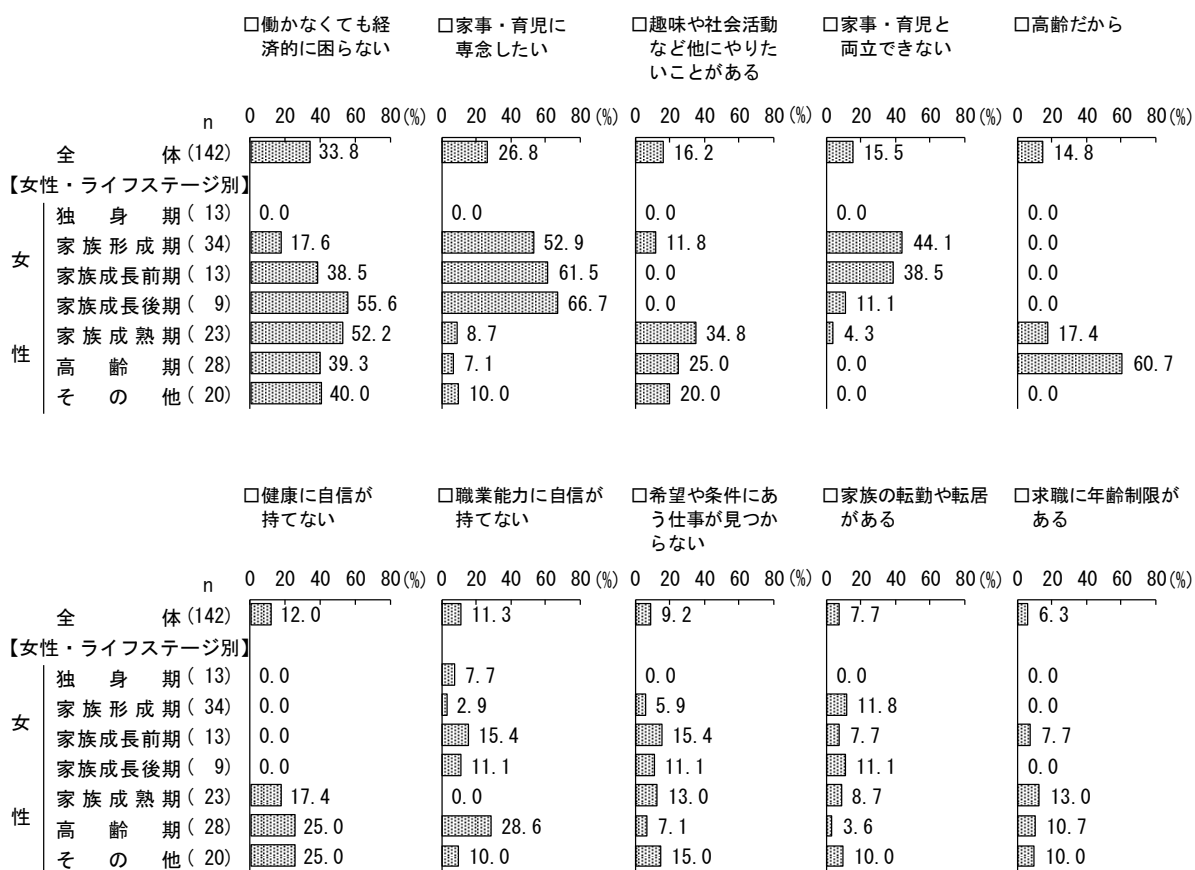 □働かなくても経
済的に困らない
□家事・育児に
専念したい
□趣味や社会活動
など他にやりた
いことがある
□家事・育児と
両立できない
□高齢だから
n 0 20 40 60 80(%) 0 20 40 60 80(%) 0 20 40 60 80(%) 0 20 40 60 80(%) 0 20 40 60 80(%)
全体(142) 33.8 26.8 16.2 15.5 14.8
【女性・ライフステージ別】
女性
独身期( 13) 0.0 0.0 0.0 0.0 0.0
家族形成期( 34) 17.6 52.9 11.8 44.1 0.0
家族成長前期( 13) 38.5 61.5 0.0 38.5 0.0
家族成長後期( 9) 55.6 66.7 0.0 11.1 0.0
家族成熟期( 23) 52.2 8.7 34.8 4.3 17.4
高齢期( 28) 39.3 7.1 25.0 0.0 60.7
その他( 20) 40.0 10.0 20.0 0.0 0.0
□健康に自信が
持てない
□職業能力に自信が
持てない
□希望や条件にあ
う仕事が見つか
らない
□家族の転勤や転居
がある
□求職に年齢制限が
ある
n 0 20 40 60 80(%) 0 20 40 60 80(%) 0 20 40 60 80(%) 0 20 40 60 80(%) 0 20 40 60 80(%)
全体(142) 12.0 11.3 9.2 7.7 6.3
【女性・ライフステージ別】
女性
独身期( 13) 0.0 7.7 0.0 0.0 0.0
家族形成期( 34) 0.0 2.9 5.9 11.8 0.0
家族成長前期( 13) 0.0 15.4 15.4 7.7 7.7
家族成長後期( 9) 0.0 11.1 11.1 11.1 0.0
家族成熟期( 23) 17.4 0.0 13.0 8.7 13.0
高齢期( 28) 25.0 28.6 7.1 3.6 10.7
その他( 20) 25.0 10.0 15.0 10.0 10.0